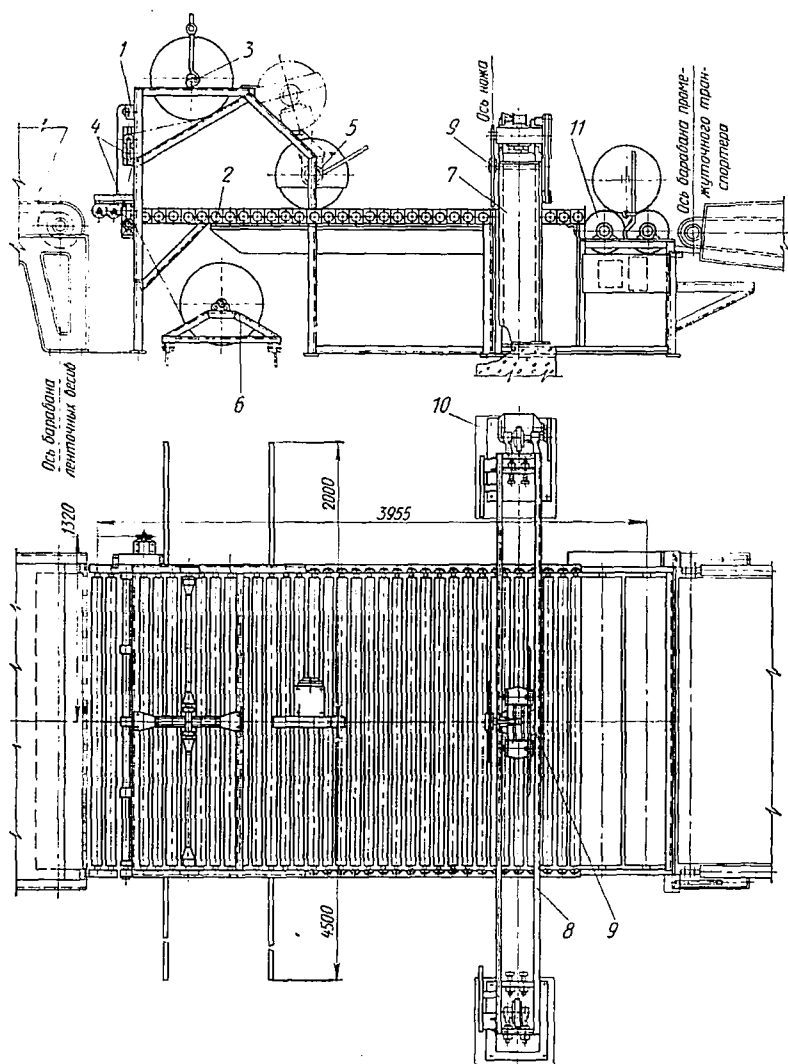 1
3
4
5
2
6
Ось ножа
9
7
11
Ось барабана проме-
жуточного тран-
спортера
Ось барабана
ленточных весов
10
1320
2000
3955
4500
8
9